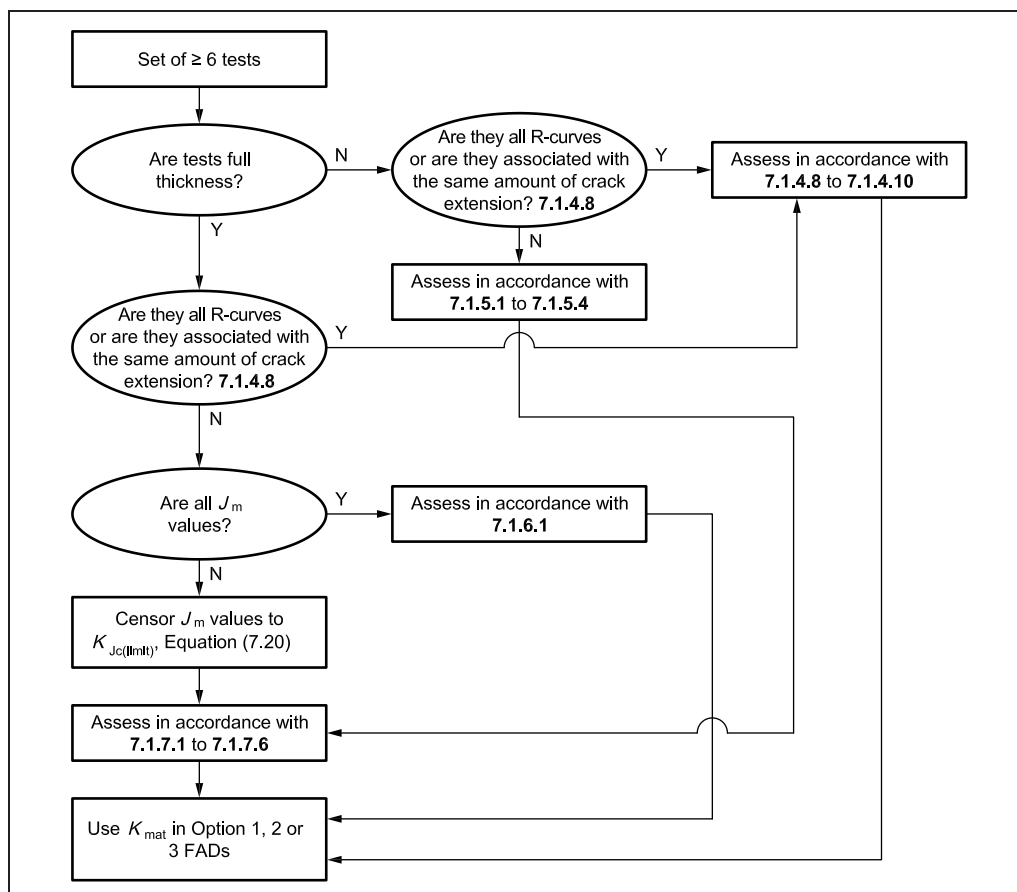 Set of ≥ 6 tests
Are tests full
thickness?
N
Are they all R-curves
or are they associated with
the same amount of crack
extension? 7.1.4.8
Y
Assess in accordance with
7.1.4.8 to 7.1.4.10
Y
N
Assess in accordance with
7.1.5.1 to 7.1.5.4
Are they all R-curves
or are they associated with
the same amount of crack
extension? 7.1.4.8
Y
N
Are all J m
values?
Y
Assess in accordance with
7.1.6.1
N
Censor J m values to
K Jc(limit), Equation (7.20)
Assess in accordance with
7.1.7.1 to 7.1.7.6
Use K mat in Option 1, 2 or
3 FADs